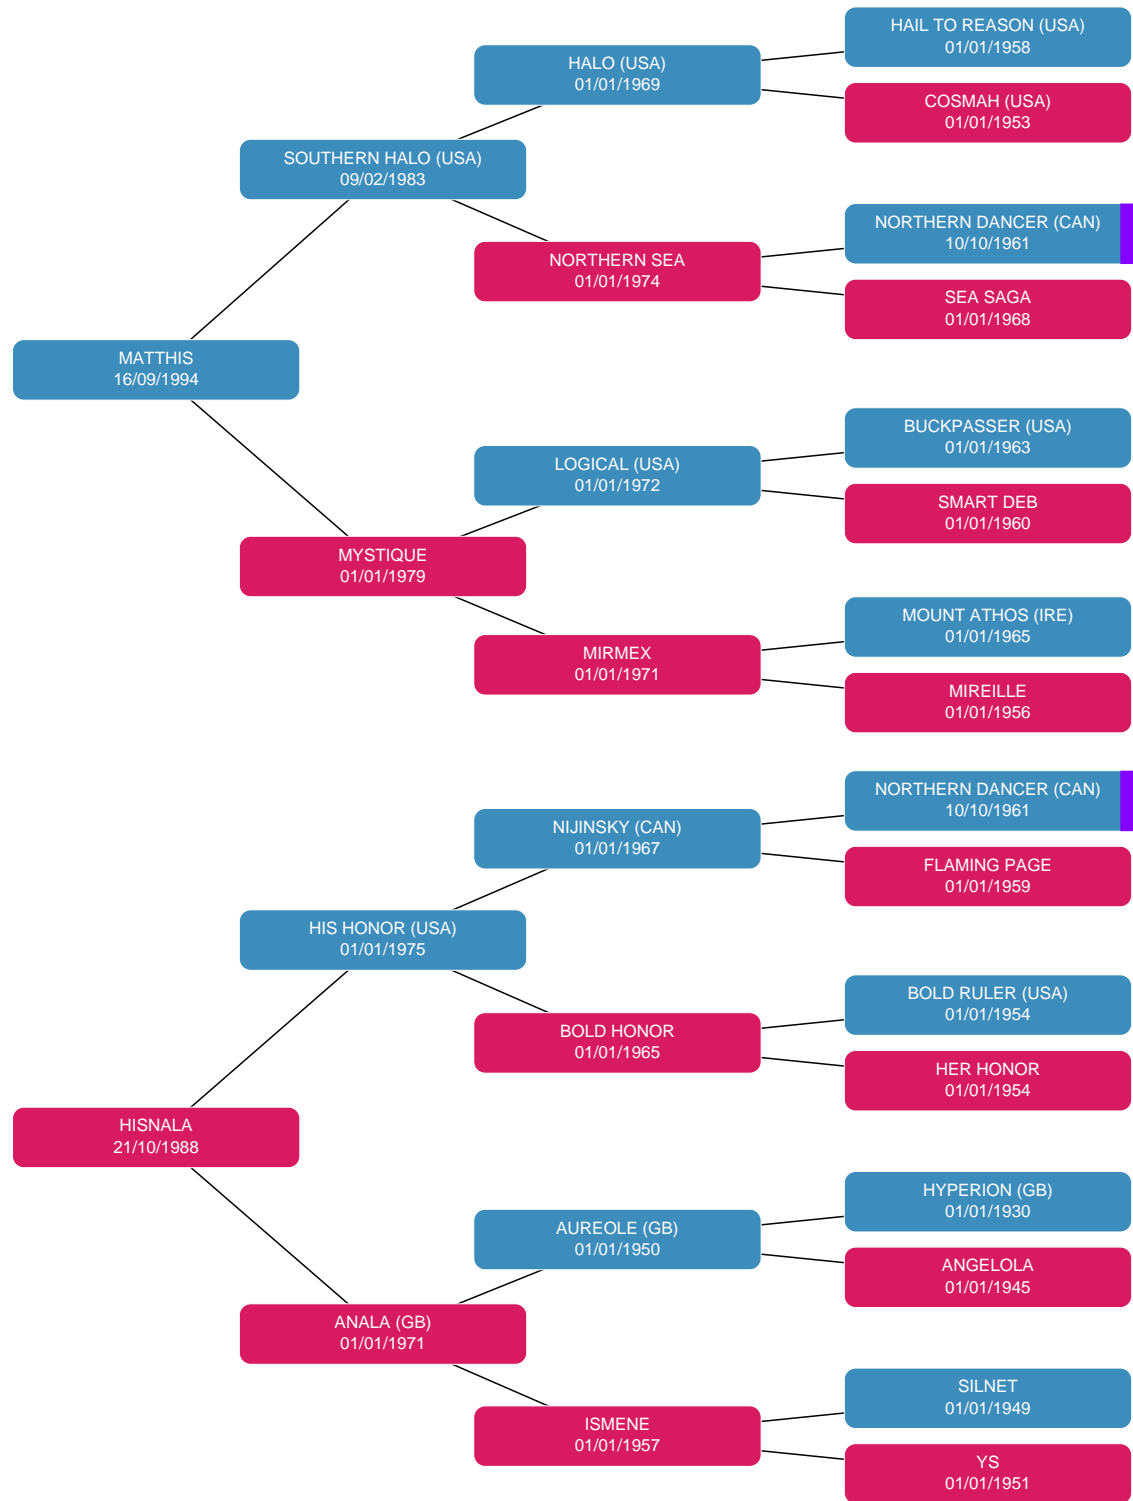 HAIL TO REASON (USA)
01/01/1958
HALO (USA)
01/01/1969
COSMAH (USA)
01/01/1953
SOUTHERN HALO (USA)
09/02/1983
NORTHERN DANCER (CAN)
10/10/1961
NORTHERN SEA
01/01/1974
SEA SAGA
01/01/1968
MATTHIS
16/09/1994
BUCKPASSER (USA)
01/01/1963
LOGICAL (USA)
01/01/1972
SMART DEB
01/01/1960
MYSTIQUE
01/01/1979
MOUNT ATHOS (IRE)
01/01/1965
MIRMEX
01/01/1971
MIREILLE
01/01/1956
NORTHERN DANCER (CAN)
10/10/1961
NIJINSKY (CAN)
01/01/1967
FLAMING PAGE
01/01/1959
HIS HONOR (USA)
01/01/1975
BOLD RULER (USA)
01/01/1954
BOLD HONOR
01/01/1965
HER HONOR
01/01/1954
HISNALA
21/10/1988
HYPERION (GB)
01/01/1930
AUREOLE (GB)
01/01/1950
ANGELOLA
01/01/1945
ANALA (GB)
01/01/1971
SILNET
01/01/1949
ISMENE
01/01/1957
YS
01/01/1951